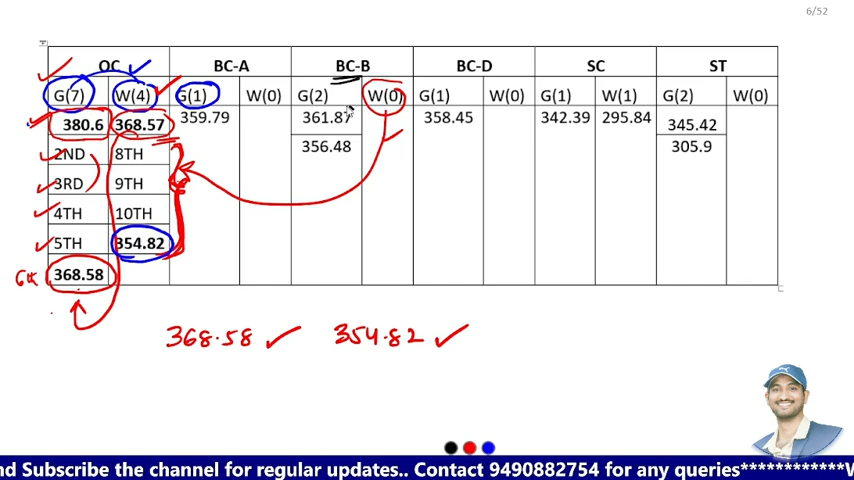 6/52
OC BC-A BC-B BC-D SC ST
G(7) W(4) G(1) W(0) G(2) W(0) G(1) W(0) G(1) W(1) G(2) W(0)
380.6 368.57 359.79 361.87 358.45 342.39 295.84 345.42
2ND 8TH 356.48 305.9
3RD 9TH
4TH 10TH
5TH 354.82
368.58
368.58 354.82
nd Subscribe the channel for regular updates.. Contact 9490882754 for any queries************W